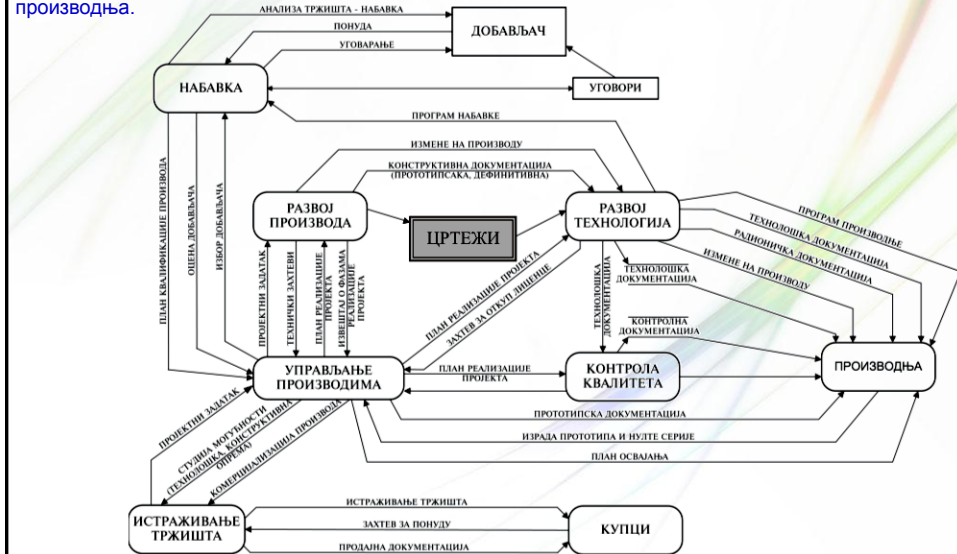 производња.
АНАЛИЗА ТРЖИШТА - НАБАВКА
ПОНУДА
УГОВАРАЊЕ
ДОБАВЉАЧ
НАБАВКА
УГОВОРИ
ПРОГРАМ НАБАВКЕ
ИЗМЕНЕ НА ПРОИЗВОДУ
КОНСТРУКТИВНА ДОКУМЕНТАЦИЈА
(ПРОТОТИПСАКА, ДЕФИНИТИВНА)
ПЛАН КВАЛИФИКАЦИЈЕ ПРОИЗВОДА
ОЦЕНА ДОБАВЉАЧА
ИЗБОР ДОБАВЉАЧА
РАЗВОЈ
ПРОИЗВОДА
ЦРТЕЖИ
РАЗВОЈ
ТЕХНОЛОГИЈА
ПРОГРАМ ПРОИЗВОДЊЕ
ТЕХНОЛОШКА ДОКУМЕНТАЦИЈА
РАДИОНИЧКА ДОКУМЕНТАЦИЈА
ИЗМЕНЕ НА ПРОИЗВОДУ
ПРОЈЕКТНИ ЗАДАТАК
ТЕХНИЧКИ ЗАХТЕВИ
ПЛАН РЕАЛИЗАЦИЈЕ
ПРОЈЕКТА
ИЗВЕШТАЈ О ФАЗАМА
РЕАЛИЗАЦИЈЕ
ПРОЈЕКТА
ПЛАН РЕАЛИЗАЦИЈЕ ПРОЈЕКТА
ЗАХТЕВ ЗА ОТКУП ЛИЦЕНЦЕ
ТЕХНОЛОШКА
ДОКУМЕНТАЦИЈА
ТЕХНОЛОШКА
ДОКУМЕНТАЦИЈА
КОНТРОЛНА
ДОКУМЕНТАЦИЈА
УПРАВЉАЊЕ
ПРОИЗВОДИМА
ПЛАН РЕАЛИЗАЦИЈЕ
ПРОЈЕКТА
КОНТРОЛА
КВАЛИТЕТА
ПРОИЗВОДЊА
ПРОТОТИПСКА ДОКУМЕНТАЦИЈА
ИЗРАДА ПРОТОТИПА И НУЛТЕ СЕРИЈЕ
ПЛАН ОСВАЈАЊА
ПРОЈЕКТНИ ЗАДАТАК
СТУДИЈА МОГУЋНОСТИ
(ТЕХНОЛОШКА, КОНСТРУКТИВНА
ОПРЕМА)
КОМЕРЦИЈАЛИЗАЦИЈА ПРОИЗВОДА
ИСТРАЖИВАЊЕ
ТРЖИШТА
ИСТРАЖИВАЊЕ ТРЖИШТА
ЗАХТЕВ ЗА ПОНУДУ
ПРОДАЈНА ДОКУМЕНТАЦИЈА
КУПЦИ